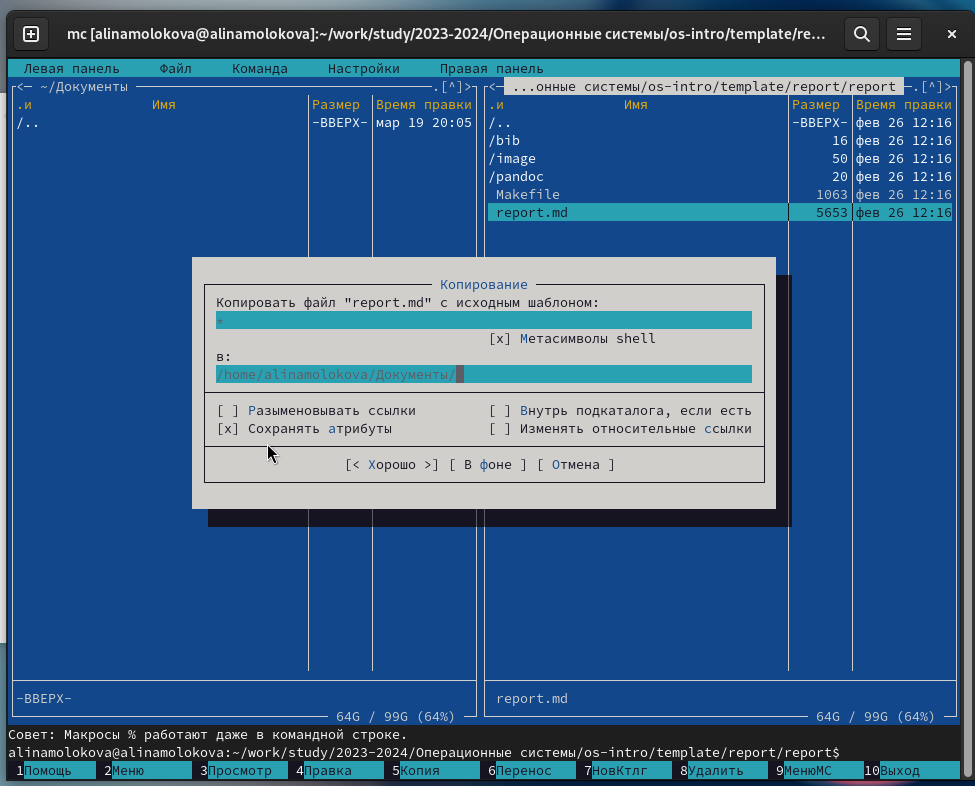 mc [alinamolokova@alinamolokova]:~/work/study/2023-2024/Операционные системы/os-intro/template/re...
Левая панель Файл Команда Настройки Правая панель
<— ~/Документы .[^]> <— ...онные системы/os-intro/template/report/report .[^]>
.и Имя Размер Время правки .и Имя Размер Время правки
/.. -ВВЕРХ- мар 19 20:05 /.. -ВВЕРХ- фев 26 12:16
/bib 16 фев 26 12:16
/image 50 фев 26 12:16
/pandoc 20 фев 26 12:16
Makefile 1063 фев 26 12:16
report.md 5653 фев 26 12:16
Копирование
Копировать файл "report.md" с исходным шаблоном:
*
[x] Метасимволы shell
в:
/home/alinamolokova/Документы/
[ ] Разыменовывать ссылки [ ] Внутрь подкаталога, если есть
[x] Сохранять атрибуты [ ] Изменять относительные ссылки
[< Хорошо >] [ В фоне ] [ Отмена ]
-ВВЕРХ- report.md
64G / 99G (64%) 64G / 99G (64%)
Совет: Макросы % работают даже в командной строке.
alinamolokova@alinamolokova:~/work/study/2023-2024/Операционные системы/os-intro/template/report/report$
1Помощь 2Меню 3Просмотр 4Правка 5Копия 6Перенос 7НовКтлг 8Удалить 9МенюМС 10Выход